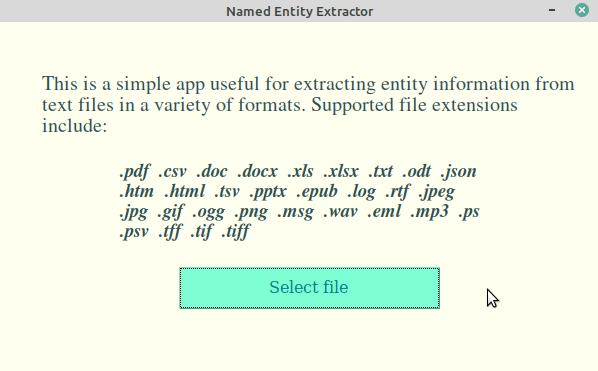 Named Entity Extractor
This is a simple app useful for extracting entity information from
text files in a variety of formats. Supported file extensions
include:
.pdf .csv .doc .docx .xls .xlsx .txt .odt .json
.htm .html .tsv .pptx .epub .log .rtf .jpeg
.jpg .gif .ogg .png .msg .wav .eml .mp3 .ps
.psv .tff .tif .tiff
Select file